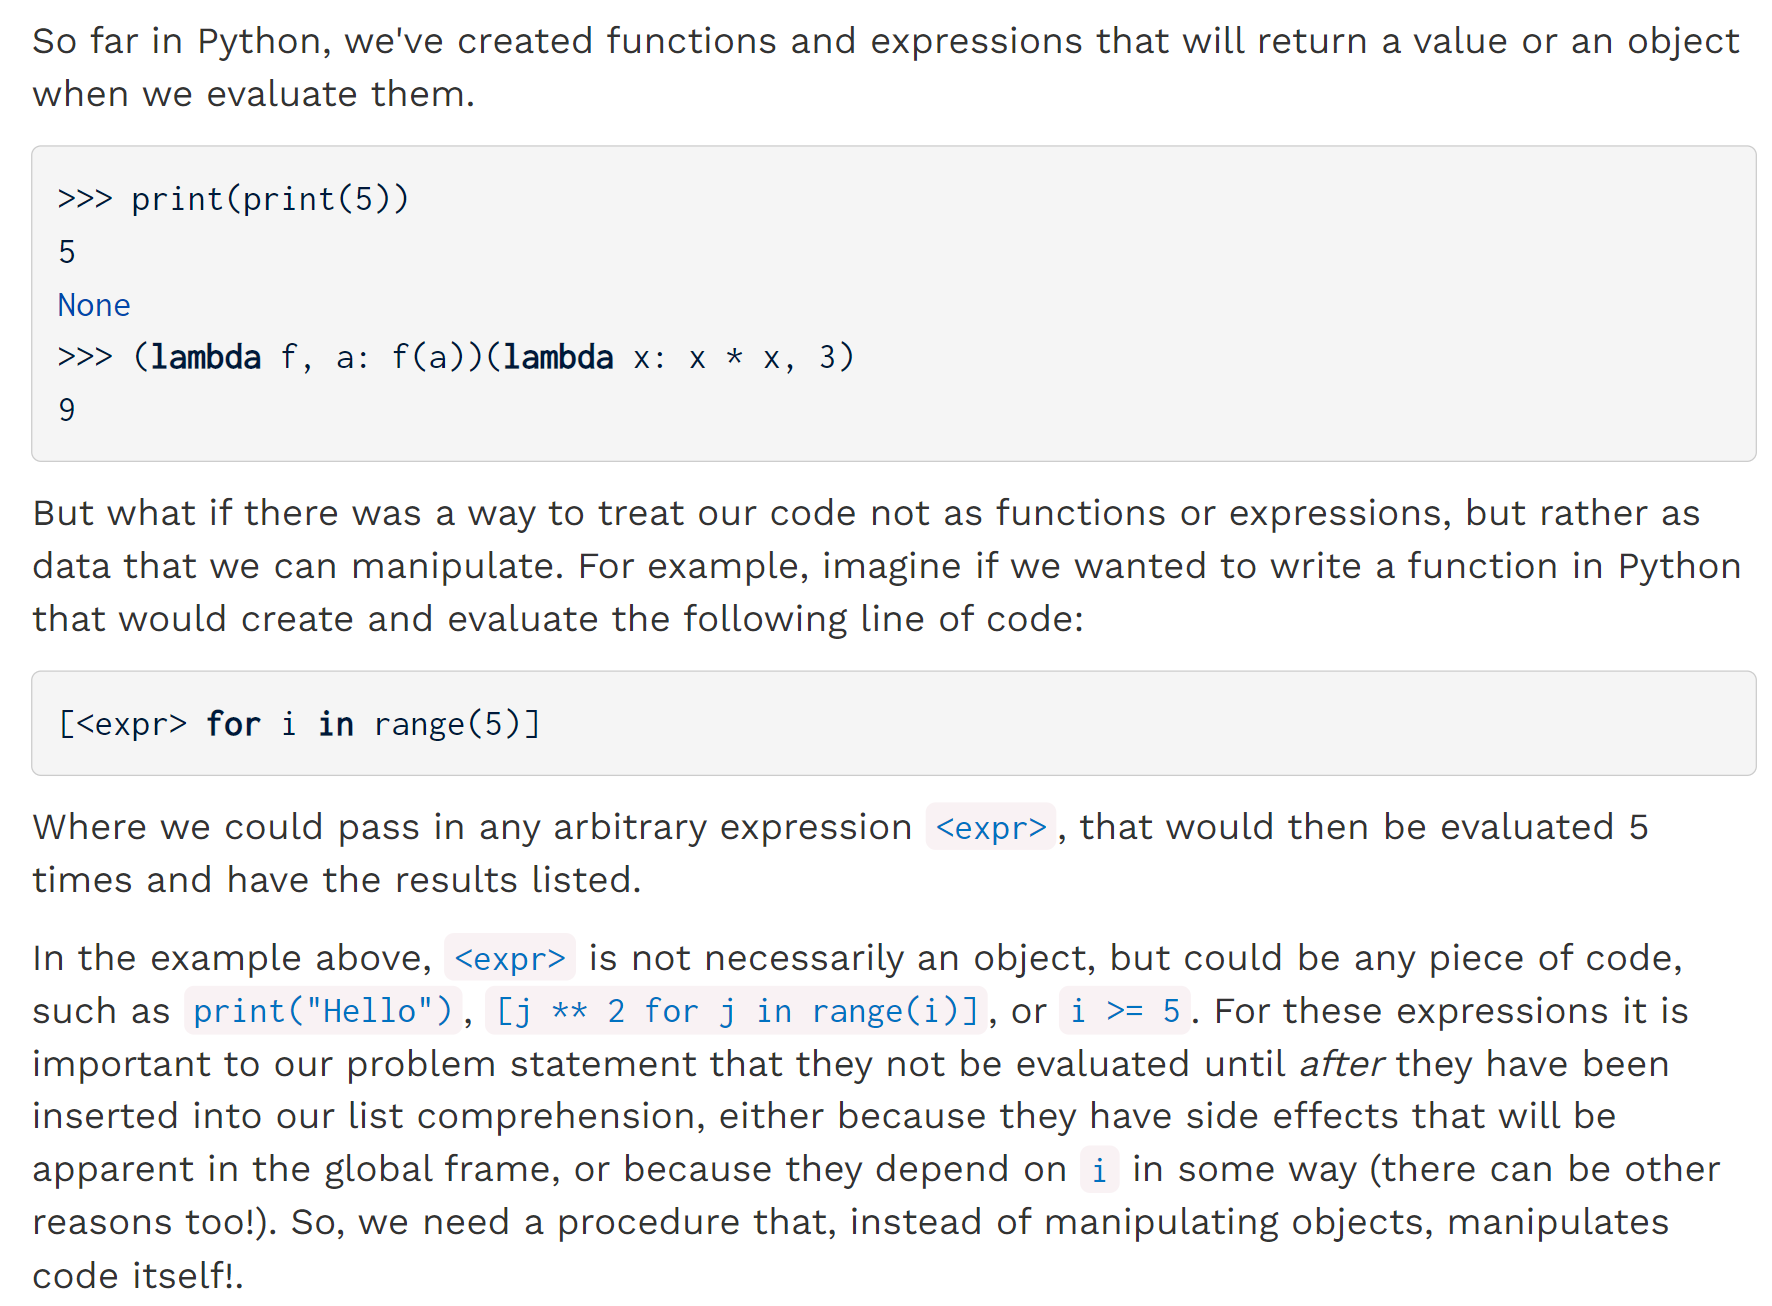 So far in Python, we've created functions and expressions that will return a value or an object
when we evaluate them.
>>> print(print(5))
5
None
>>> (lambda f, a: f(a))(lambda x: x * x, 3)
9
But what if there was a way to treat our code not as functions or expressions, but rather as
data that we can manipulate. For example, imagine if we wanted to write a function in Python
that would create and evaluate the following line of code:
[<expr> for i in range(5)]
Where we could pass in any arbitrary expression <expr>, that would then be evaluated 5
times and have the results listed.
In the example above, <expr> is not necessarily an object, but could be any piece of code,
such as print("Hello"), [j ** 2 for j in range(i)], or i >= 5. For these expressions it is
important to our problem statement that they not be evaluated until after they have been
inserted into our list comprehension, either because they have side effects that will be
apparent in the global frame, or because they depend on i in some way (there can be other
reasons too!). So, we need a procedure that, instead of manipulating objects, manipulates
code itself!.